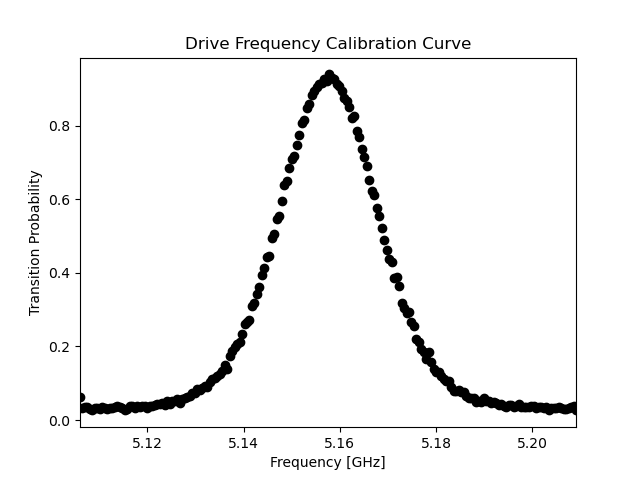 Drive Frequency Calibration Curve
Transition Probability
0.8
0.6
0.4
0.2
0.0
5.12 5.14 5.16 5.18 5.20
Frequency [GHz]